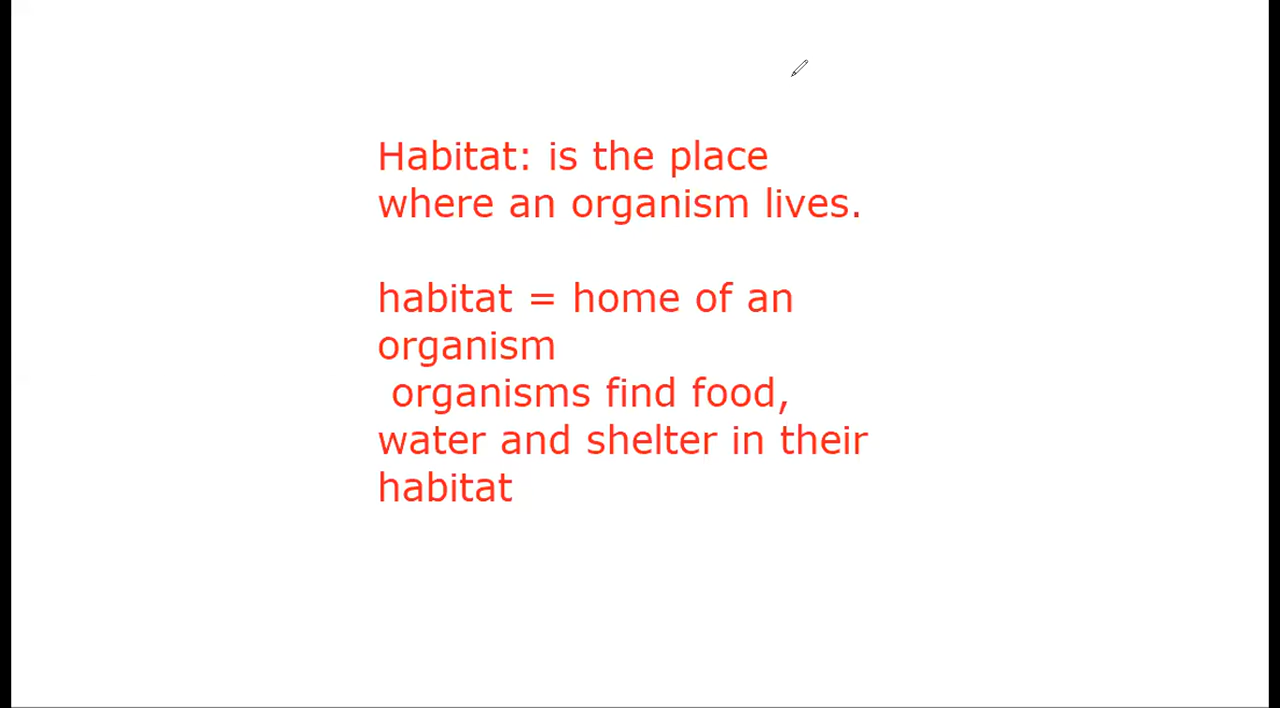 Habitat: is the place
where an organism lives.
habitat = home of an
organism
organisms find food,
water and shelter in their
habitat